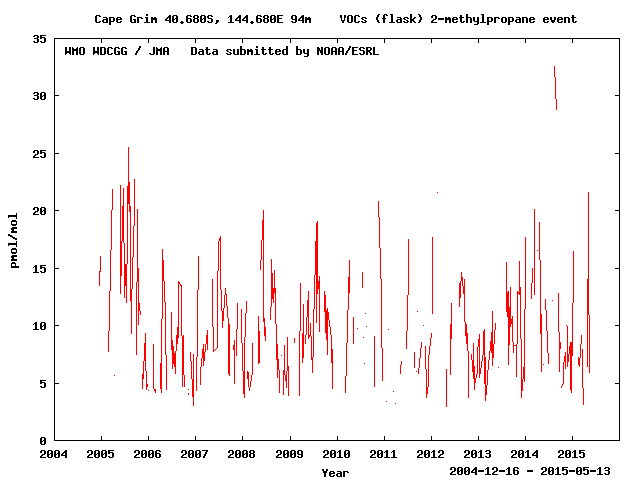 Cape Grim 40.680S, 144.680E 94m    VOCs (flask) 2-methylpropane event
WMO WDCGG / JMA   Data submitted by NOAA/ESRL
35
30
25
20
15
10
5
0
pmol/mol
2004 2005 2006 2007 2008 2009 2010 2011 2012 2013 2014 2015
Year
2004-12-16 - 2015-05-13